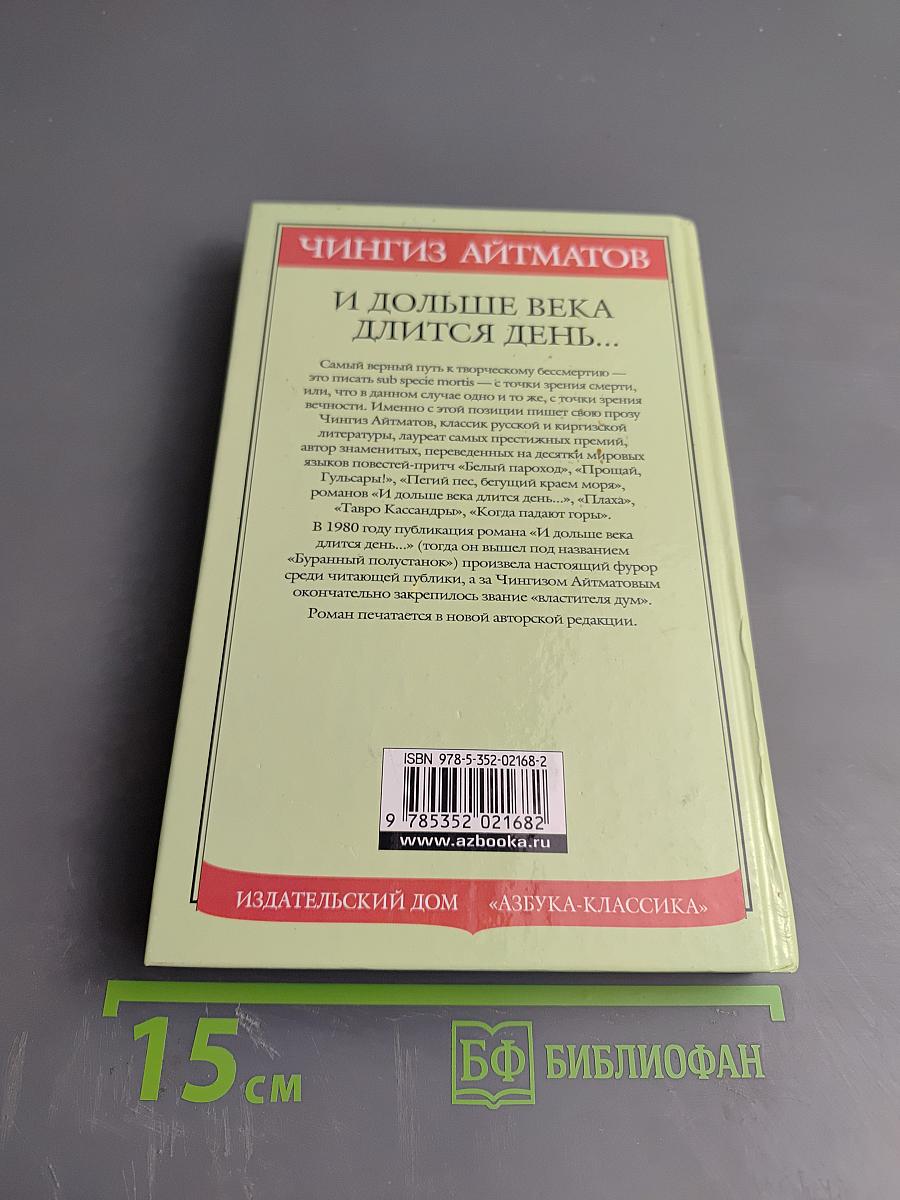 ЧИНГИЗ АЙТМАТОВ
И ДОЛЬШЕ ВЕКА
ДЛИТСЯ ДЕНЬ...
Самый верный путь к творческому бессмертию —
это писать sub specie mortis — с точки зрения смерти,
или, что в данном случае одно и то же, с точки зрения
вечности. Именно с этой позиции пишет свою прозу
Чингиз Айтматов, классик русской и киргизской
литературы, лауреат самых престижных премий,
автор знаменитых, переведенных на десятки мировых
языков повестей-притч «Белый пароход», «Прощай,
Гульсары!», «Пегий пес, бегущий краем моря»,
романов «И дольше века длится день...», «Плаха»,
«Тавро Кассандры», «Когда падают горы».
В 1980 году публикация романа «И дольше века
длится день...» (тогда он вышел под названием
«Буранный полустанок») произвела настоящий фурор
среди читающей публики, а за Чингизом Айтматовым
окончательно закрепилось звание «властителя дум».
Роман печатается в новой авторской редакции.
ISBN 978-5-352-02168-2
9 785352 021682
www.azbooka.ru
ИЗДАТЕЛЬСКИЙ ДОМ «АЗБУКА-КЛАССИКА»
15 см
БФ БИБЛИОФАН